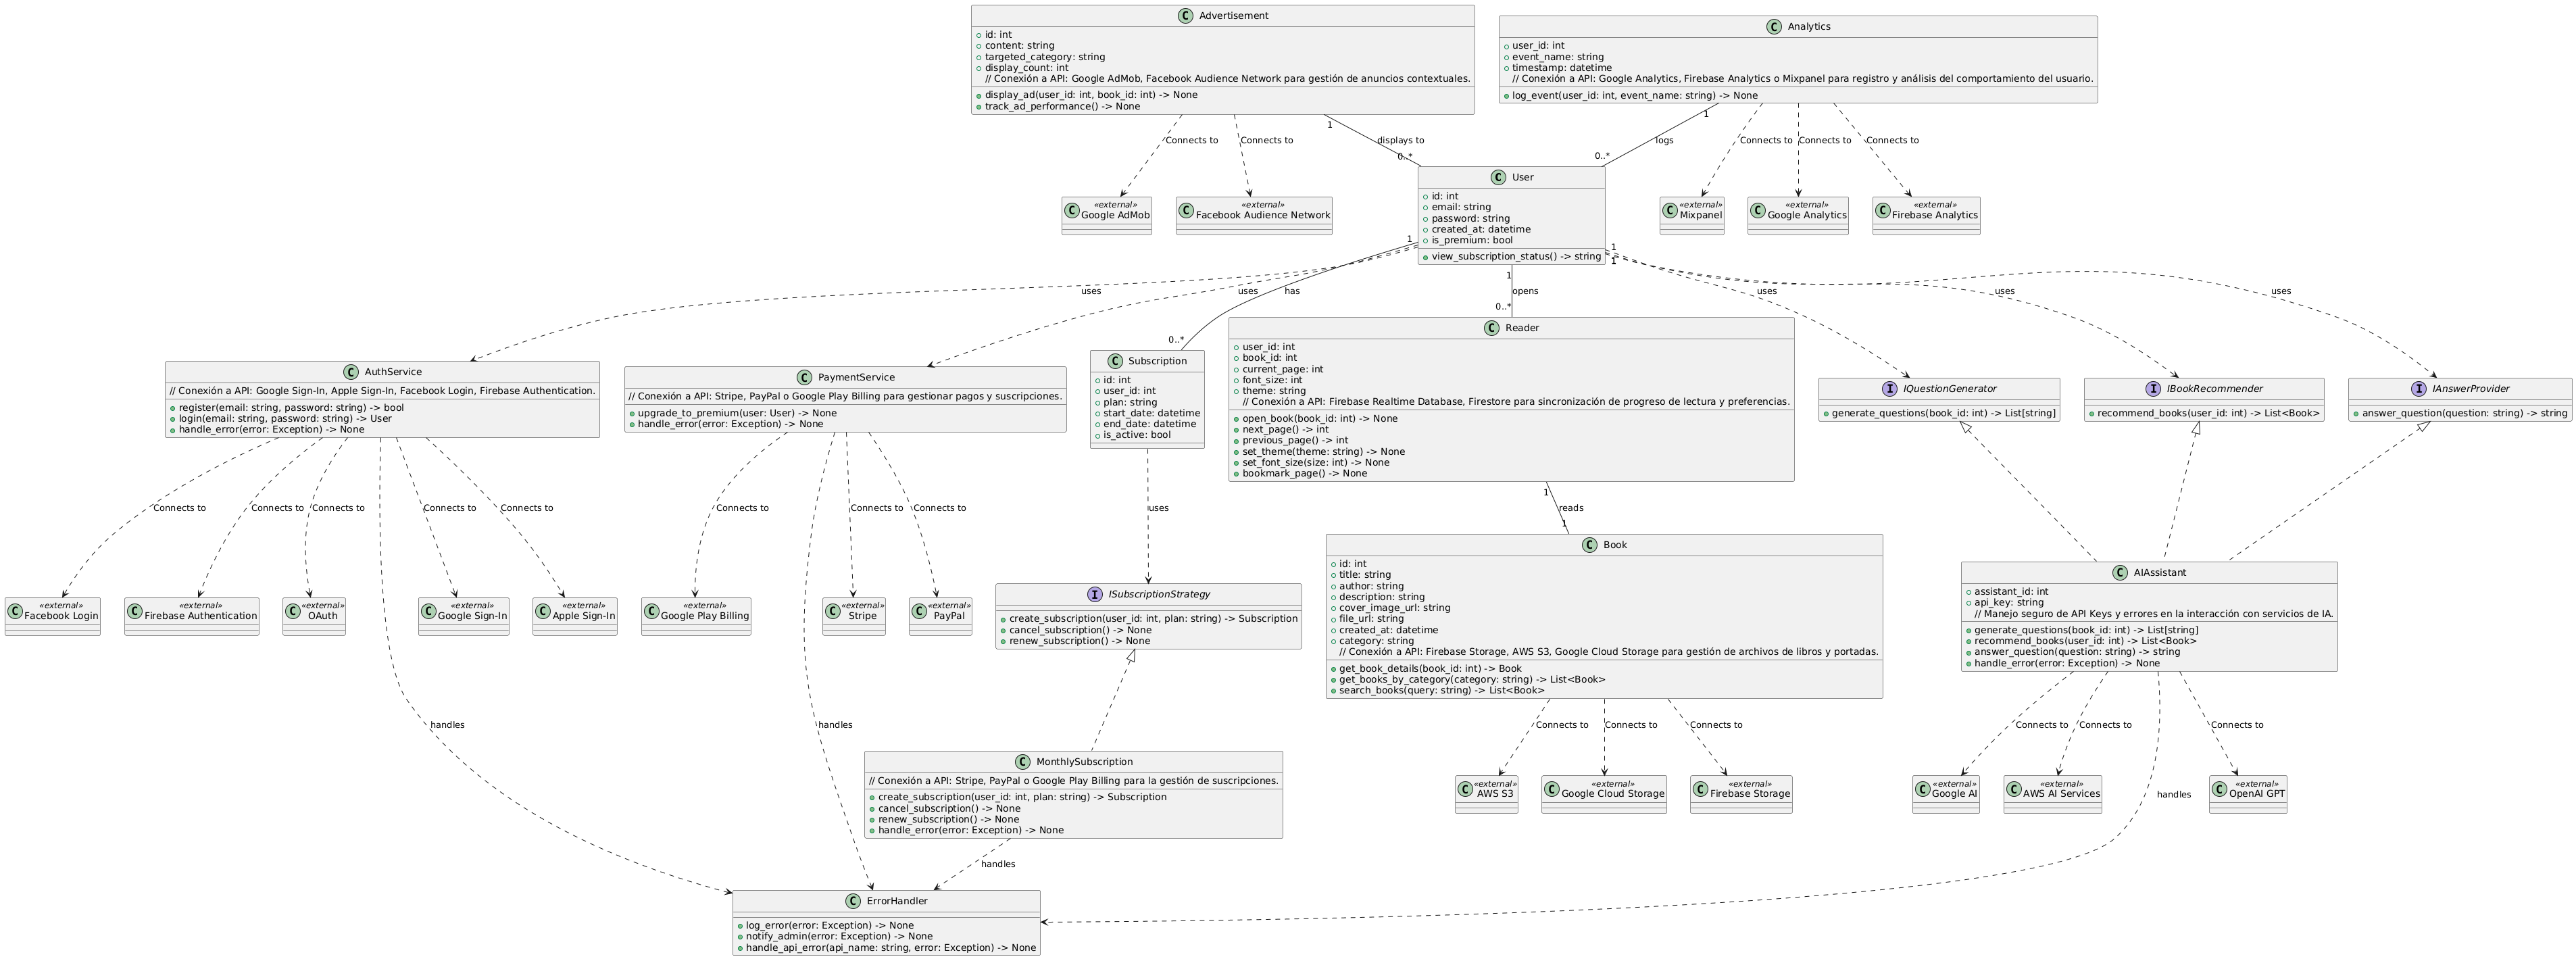 Advertisement
id: int
content: string
targeted_category: string
display_count: int
// Conexión a API: Google AdMob, Facebook Audience Network para gestión de anuncios contextuales.
display_ad(user_id: int, book_id: int) -> None
track_ad_performance() -> None
Analytics
user_id: int
event_name: string
timestamp: datetime
// Conexión a API: Google Analytics, Firebase Analytics o Mixpanel para registro y análisis del comportamiento del usuario.
log_event(user_id: int, event_name: string) -> None
1
1
Connects to
Connects to
displays to
logs
Connects to
Connects to
Connects to
0..*
0..*
«external»
Google AdMob
«external»
Facebook Audience Network
User
id: int
email: string
password: string
created_at: datetime
is_premium: bool
view_subscription_status() -> string
«external»
Mixpanel
«external»
Google Analytics
«external»
Firebase Analytics
1
1
1
1
uses
uses
has
opens
uses
uses
uses
0..*
0..*
AuthService
// Conexión a API: Google Sign-In, Apple Sign-In, Facebook Login, Firebase Authentication.
register(email: string, password: string) -> bool
login(email: string, password: string) -> User
handle_error(error: Exception) -> None
PaymentService
// Conexión a API: Stripe, PayPal o Google Play Billing para gestionar pagos y suscripciones.
upgrade_to_premium(user: User) -> None
handle_error(error: Exception) -> None
Subscription
id: int
user_id: int
plan: string
start_date: datetime
end_date: datetime
is_active: bool
Reader
user_id: int
book_id: int
current_page: int
font_size: int
theme: string
// Conexión a API: Firebase Realtime Database, Firestore para sincronización de progreso de lectura y preferencias.
open_book(book_id: int) -> None
next_page() -> int
previous_page() -> int
set_theme(theme: string) -> None
set_font_size(size: int) -> None
bookmark_page() -> None
IQuestionGenerator
generate_questions(book_id: int) -> List[string]
IBookRecommender
recommend_books(user_id: int) -> List<Book>
IAnswerProvider
answer_question(question: string) -> string
Connects to
Connects to
Connects to
Connects to
Connects to
Connects to
Connects to
Connects to
uses
1
reads
1
«external»
Facebook Login
«external»
Firebase Authentication
«external»
OAuth
«external»
Google Sign-In
«external»
Apple Sign-In
«external»
Google Play Billing
«external»
Stripe
«external»
PayPal
ISubscriptionStrategy
create_subscription(user_id: int, plan: string) -> Subscription
cancel_subscription() -> None
renew_subscription() -> None
Book
id: int
title: string
author: string
description: string
cover_image_url: string
file_url: string
created_at: datetime
category: string
// Conexión a API: Firebase Storage, AWS S3, Google Cloud Storage para gestión de archivos de libros y portadas.
get_book_details(book_id: int) -> Book
get_books_by_category(category: string) -> List<Book>
search_books(query: string) -> List<Book>
AIAssistant
assistant_id: int
api_key: string
// Manejo seguro de API Keys y errores en la interacción con servicios de IA.
generate_questions(book_id: int) -> List[string]
recommend_books(user_id: int) -> List<Book>
answer_question(question: string) -> string
handle_error(error: Exception) -> None
handles
handles
Connects to
Connects to
Connects to
Connects to
Connects to
Connects to
MonthlySubscription
// Conexión a API: Stripe, PayPal o Google Play Billing para la gestión de suscripciones.
create_subscription(user_id: int, plan: string) -> Subscription
cancel_subscription() -> None
renew_subscription() -> None
handle_error(error: Exception) -> None
«external»
AWS S3
«external»
Google Cloud Storage
«external»
Firebase Storage
«external»
Google AI
«external»
AWS AI Services
handles
«external»
OpenAI GPT
handles
ErrorHandler
log_error(error: Exception) -> None
notify_admin(error: Exception) -> None
handle_api_error(api_name: string, error: Exception) -> None